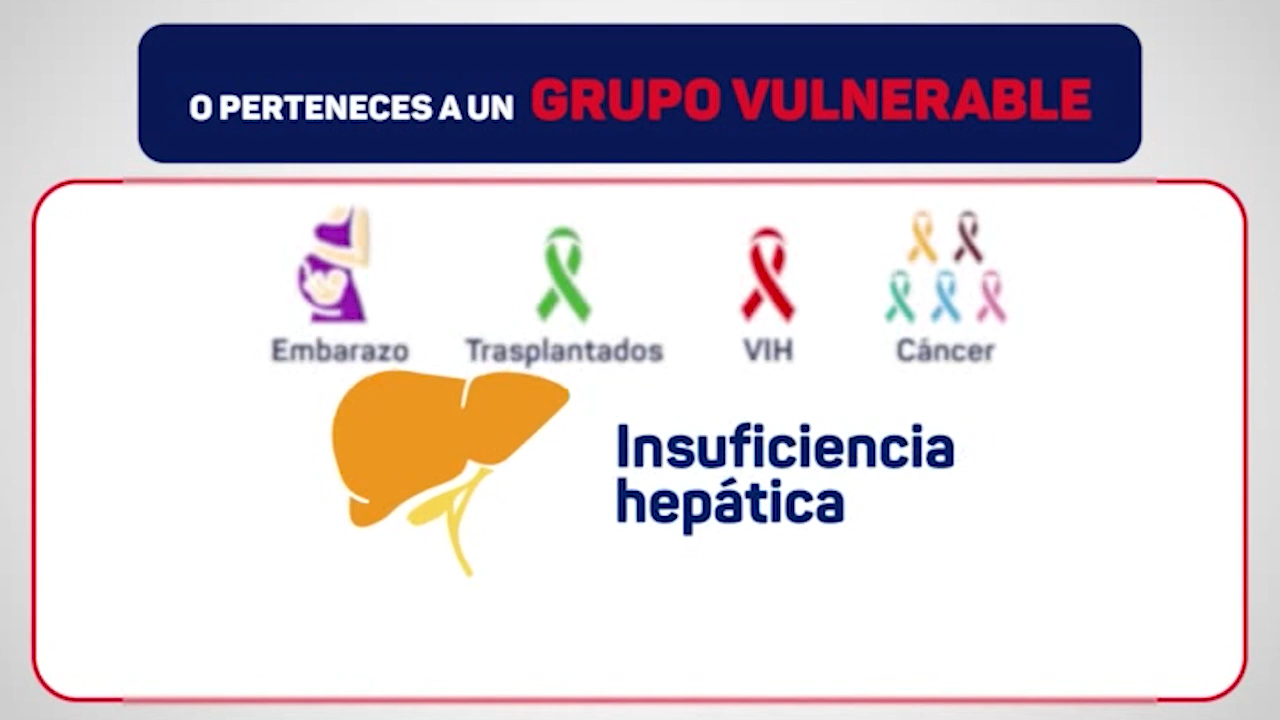 O PERTENECES A UN GRUPO VULNERABLE
Embarazo Trasplantados VIH Cáncer
Insuficiencia
hepática